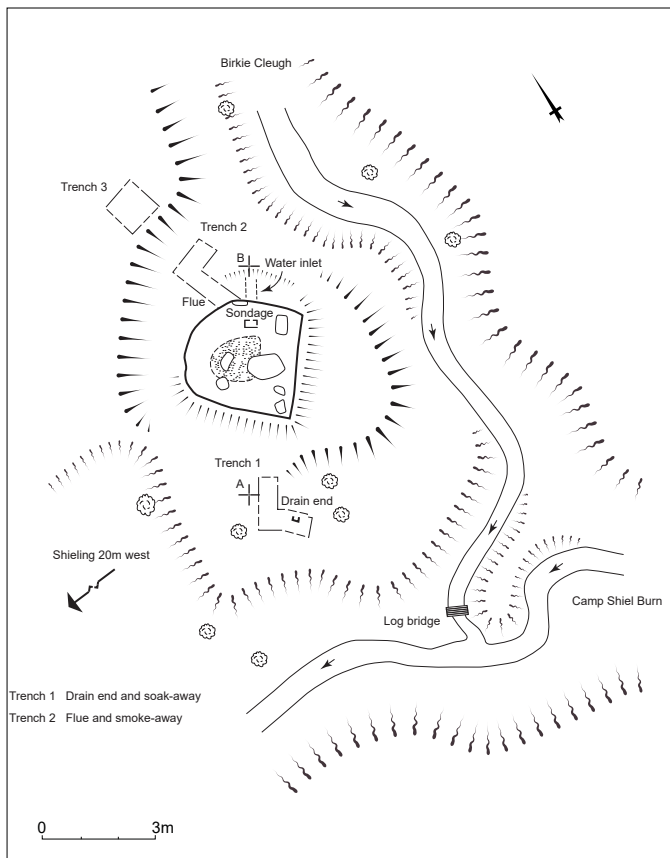 Birkie Cleugh
Trench 3
Trench 2
B
Water inlet
Flue
Sondage
Trench 1
A
Drain end
Shieling 20m west
Camp Shiel Burn
Log bridge
Trench 1 Drain end and soak-away
Trench 2 Flue and smoke-away
0 3m